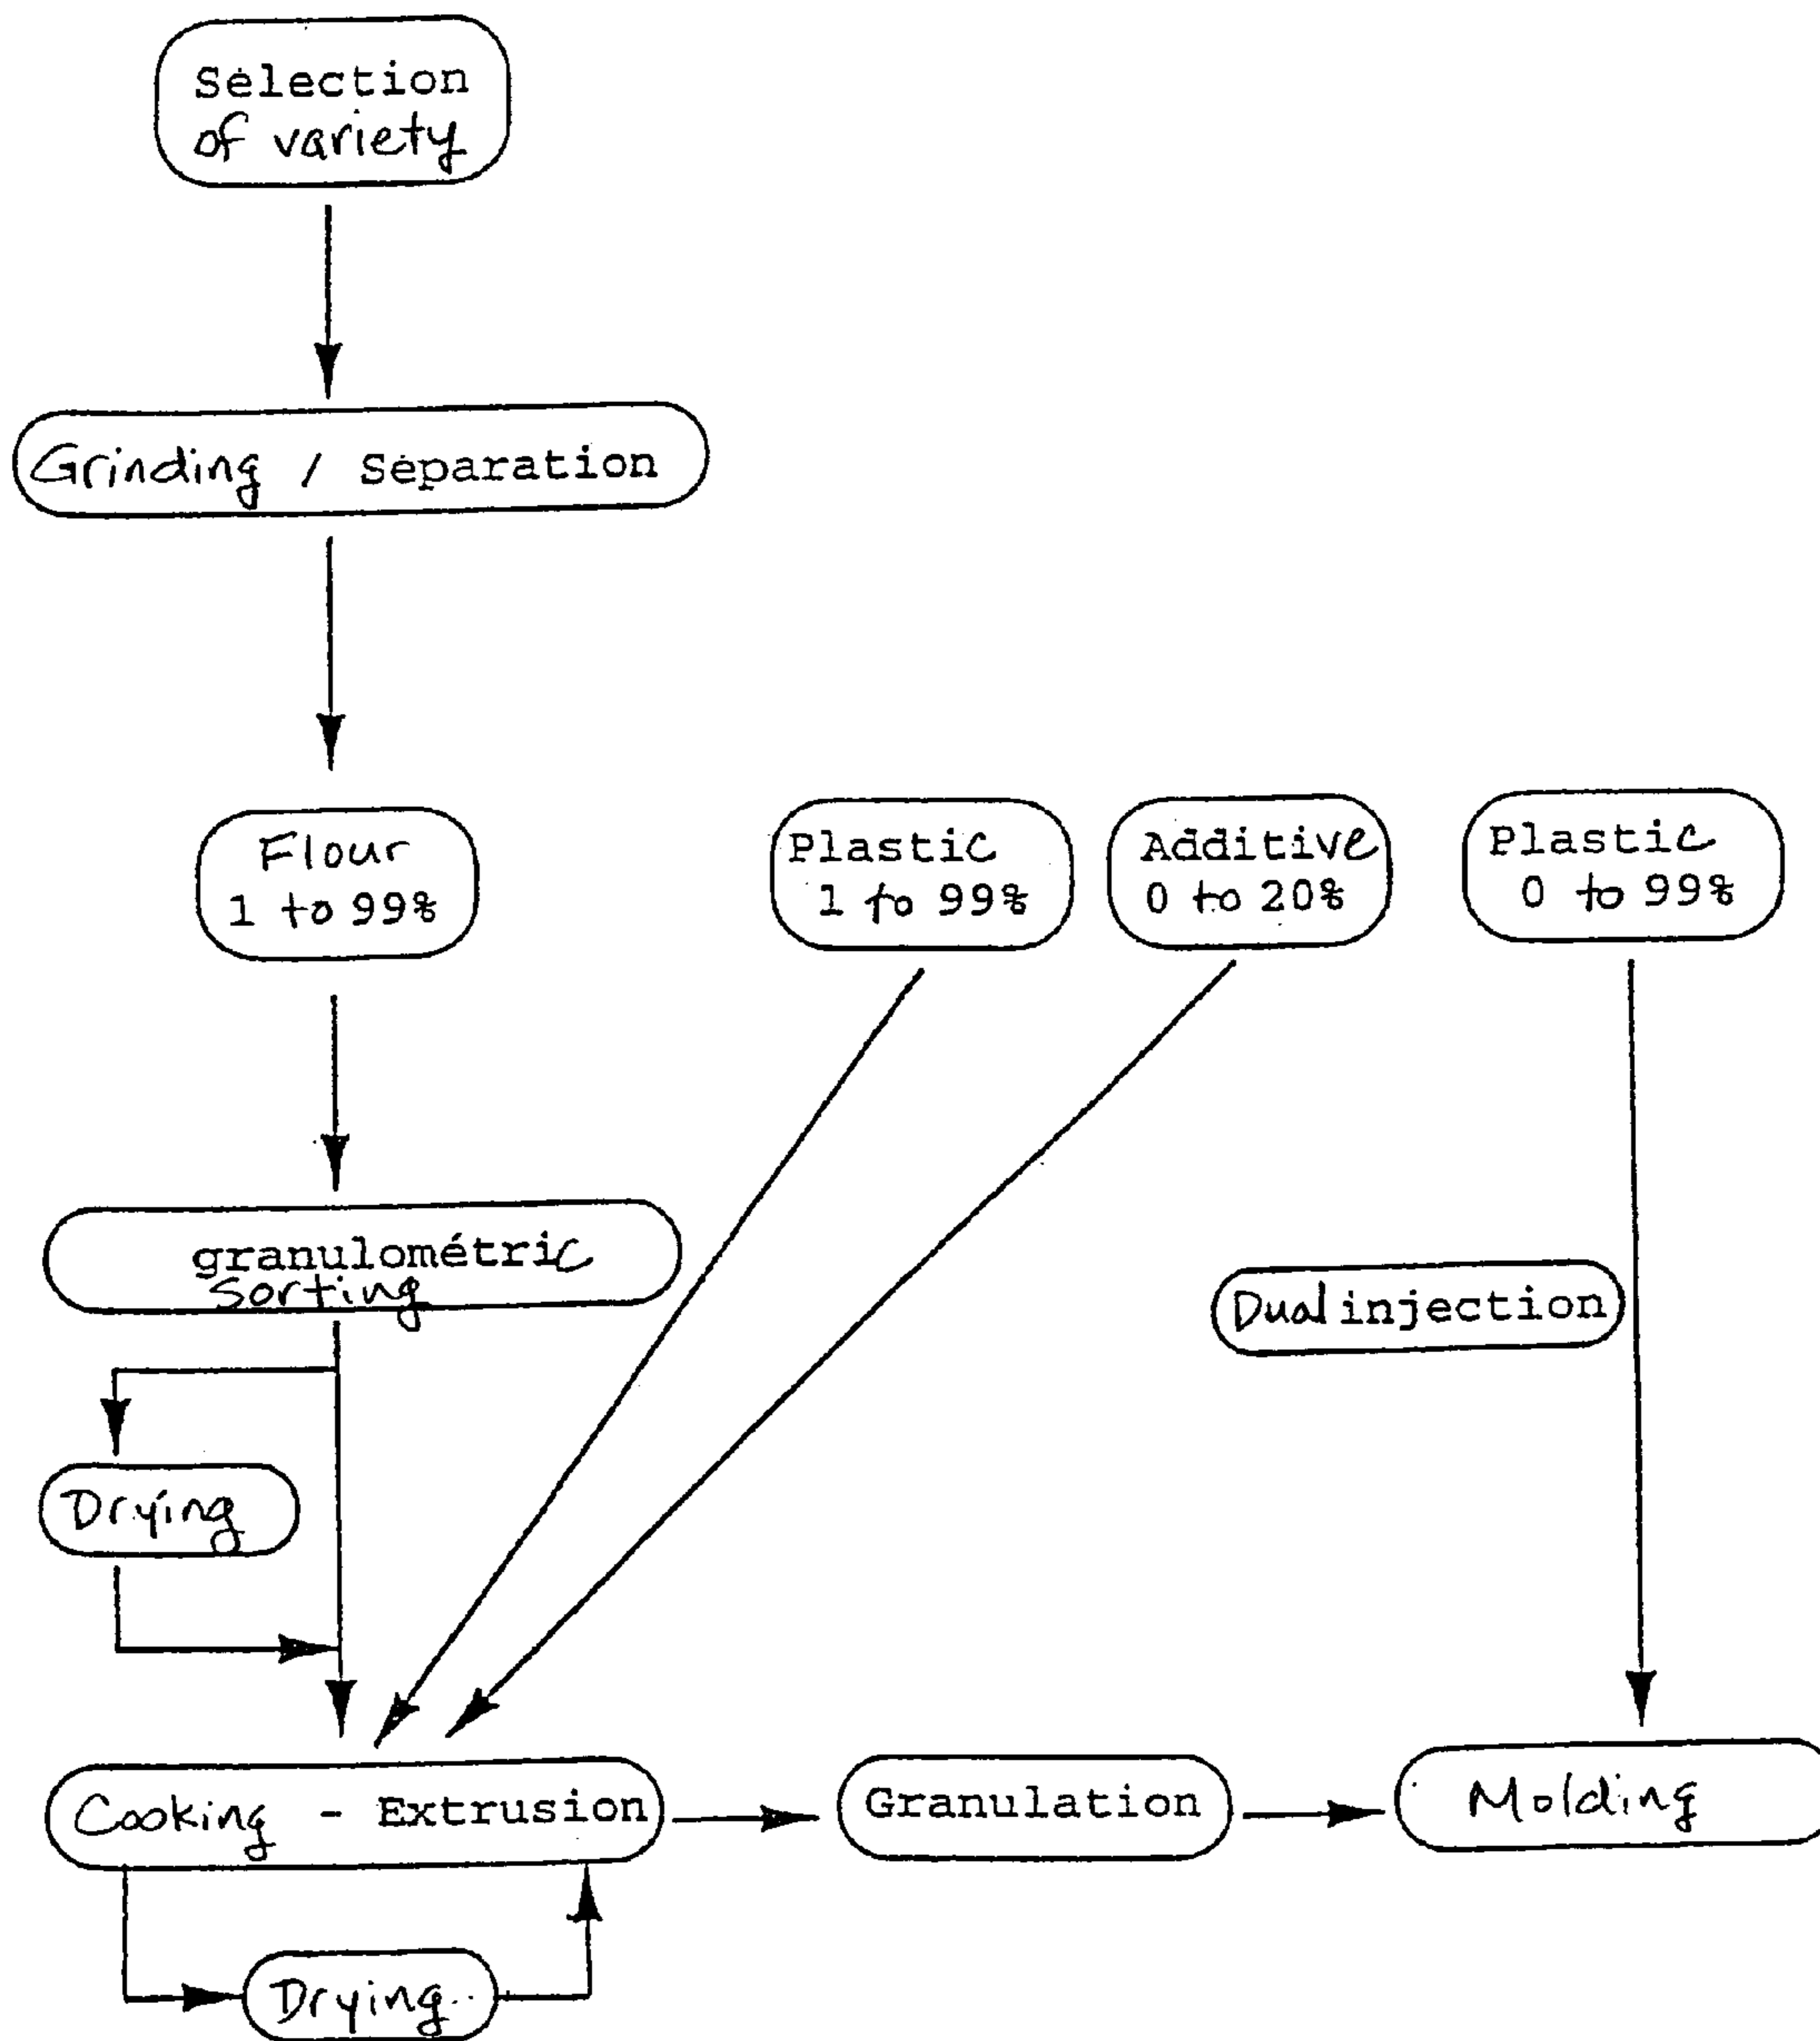 Sélection
of variety
Grinding / Séparation
Flour
1 to 99%
Plastic
1 to 99%
Additive
0 to 20%
Plastic
0 to 99%
granulométric
sorting
Dual injection
Drying
Cooking - Extrusion
Granulation
Molding
Drying